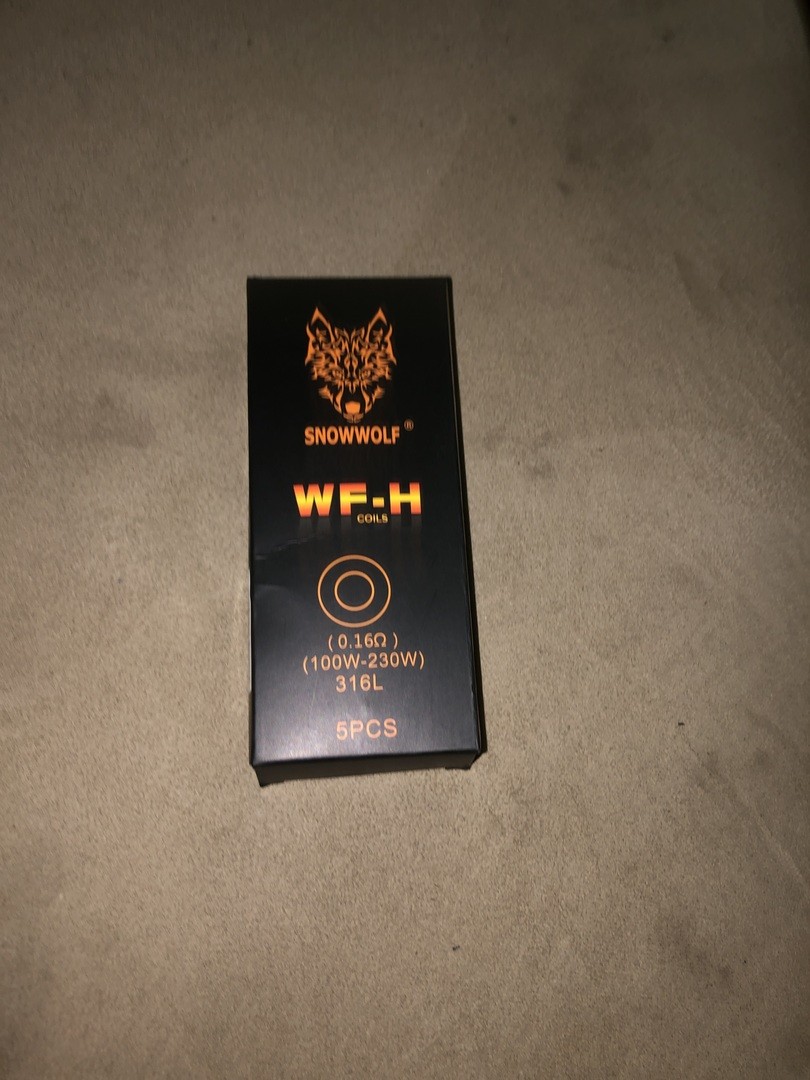 SNOWWOLF®
WF-H
COILS
(0.16Ω)
(100W-230W)
316L
5PCS